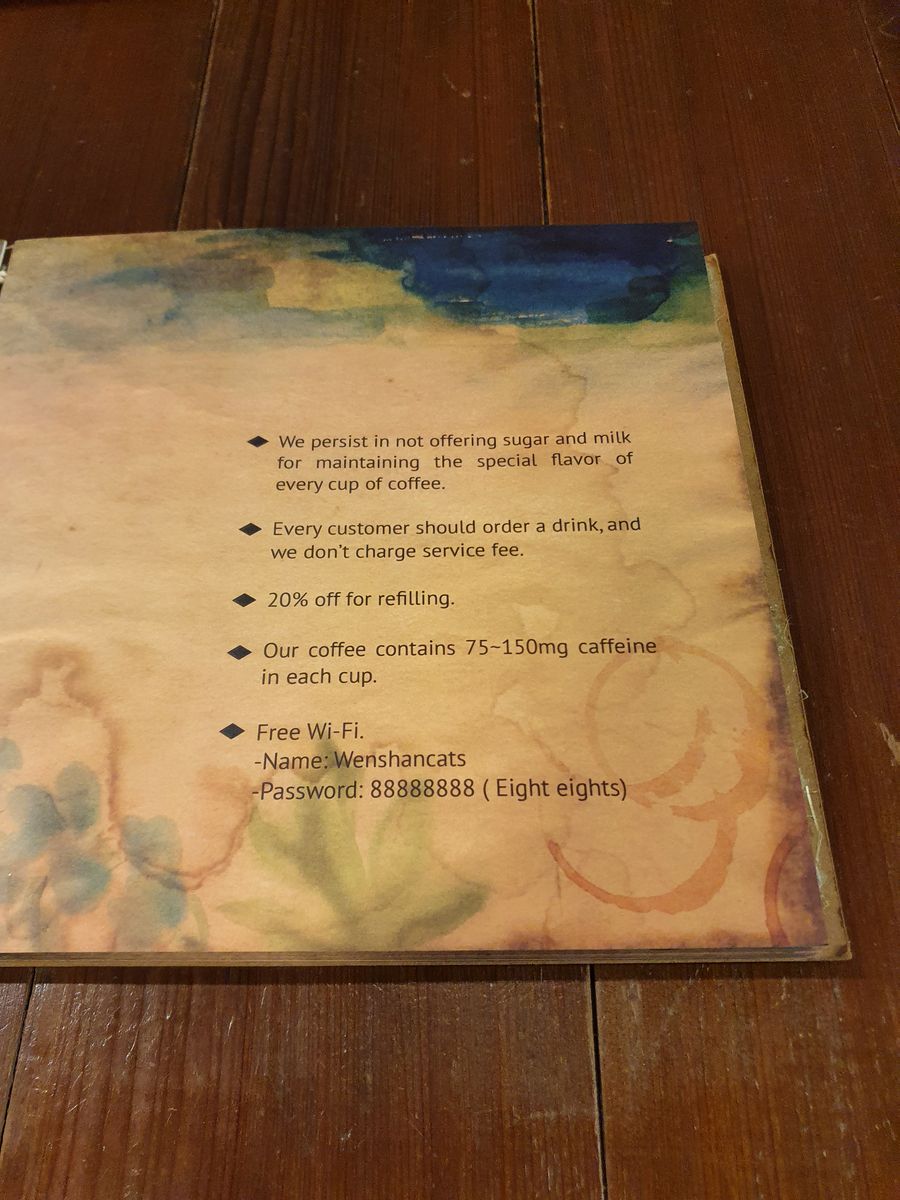 ◆ We persist in not offering sugar and milk
for maintaining the special flavor of
every cup of coffee.
◆ Every customer should order a drink, and
we don't charge service fee.
◆ 20% off for refilling.
◆ Our coffee contains 75~150mg caffeine
in each cup.
◆ Free Wi-Fi.
-Name: Wenshancats
-Password: 88888888 ( Eight eights)